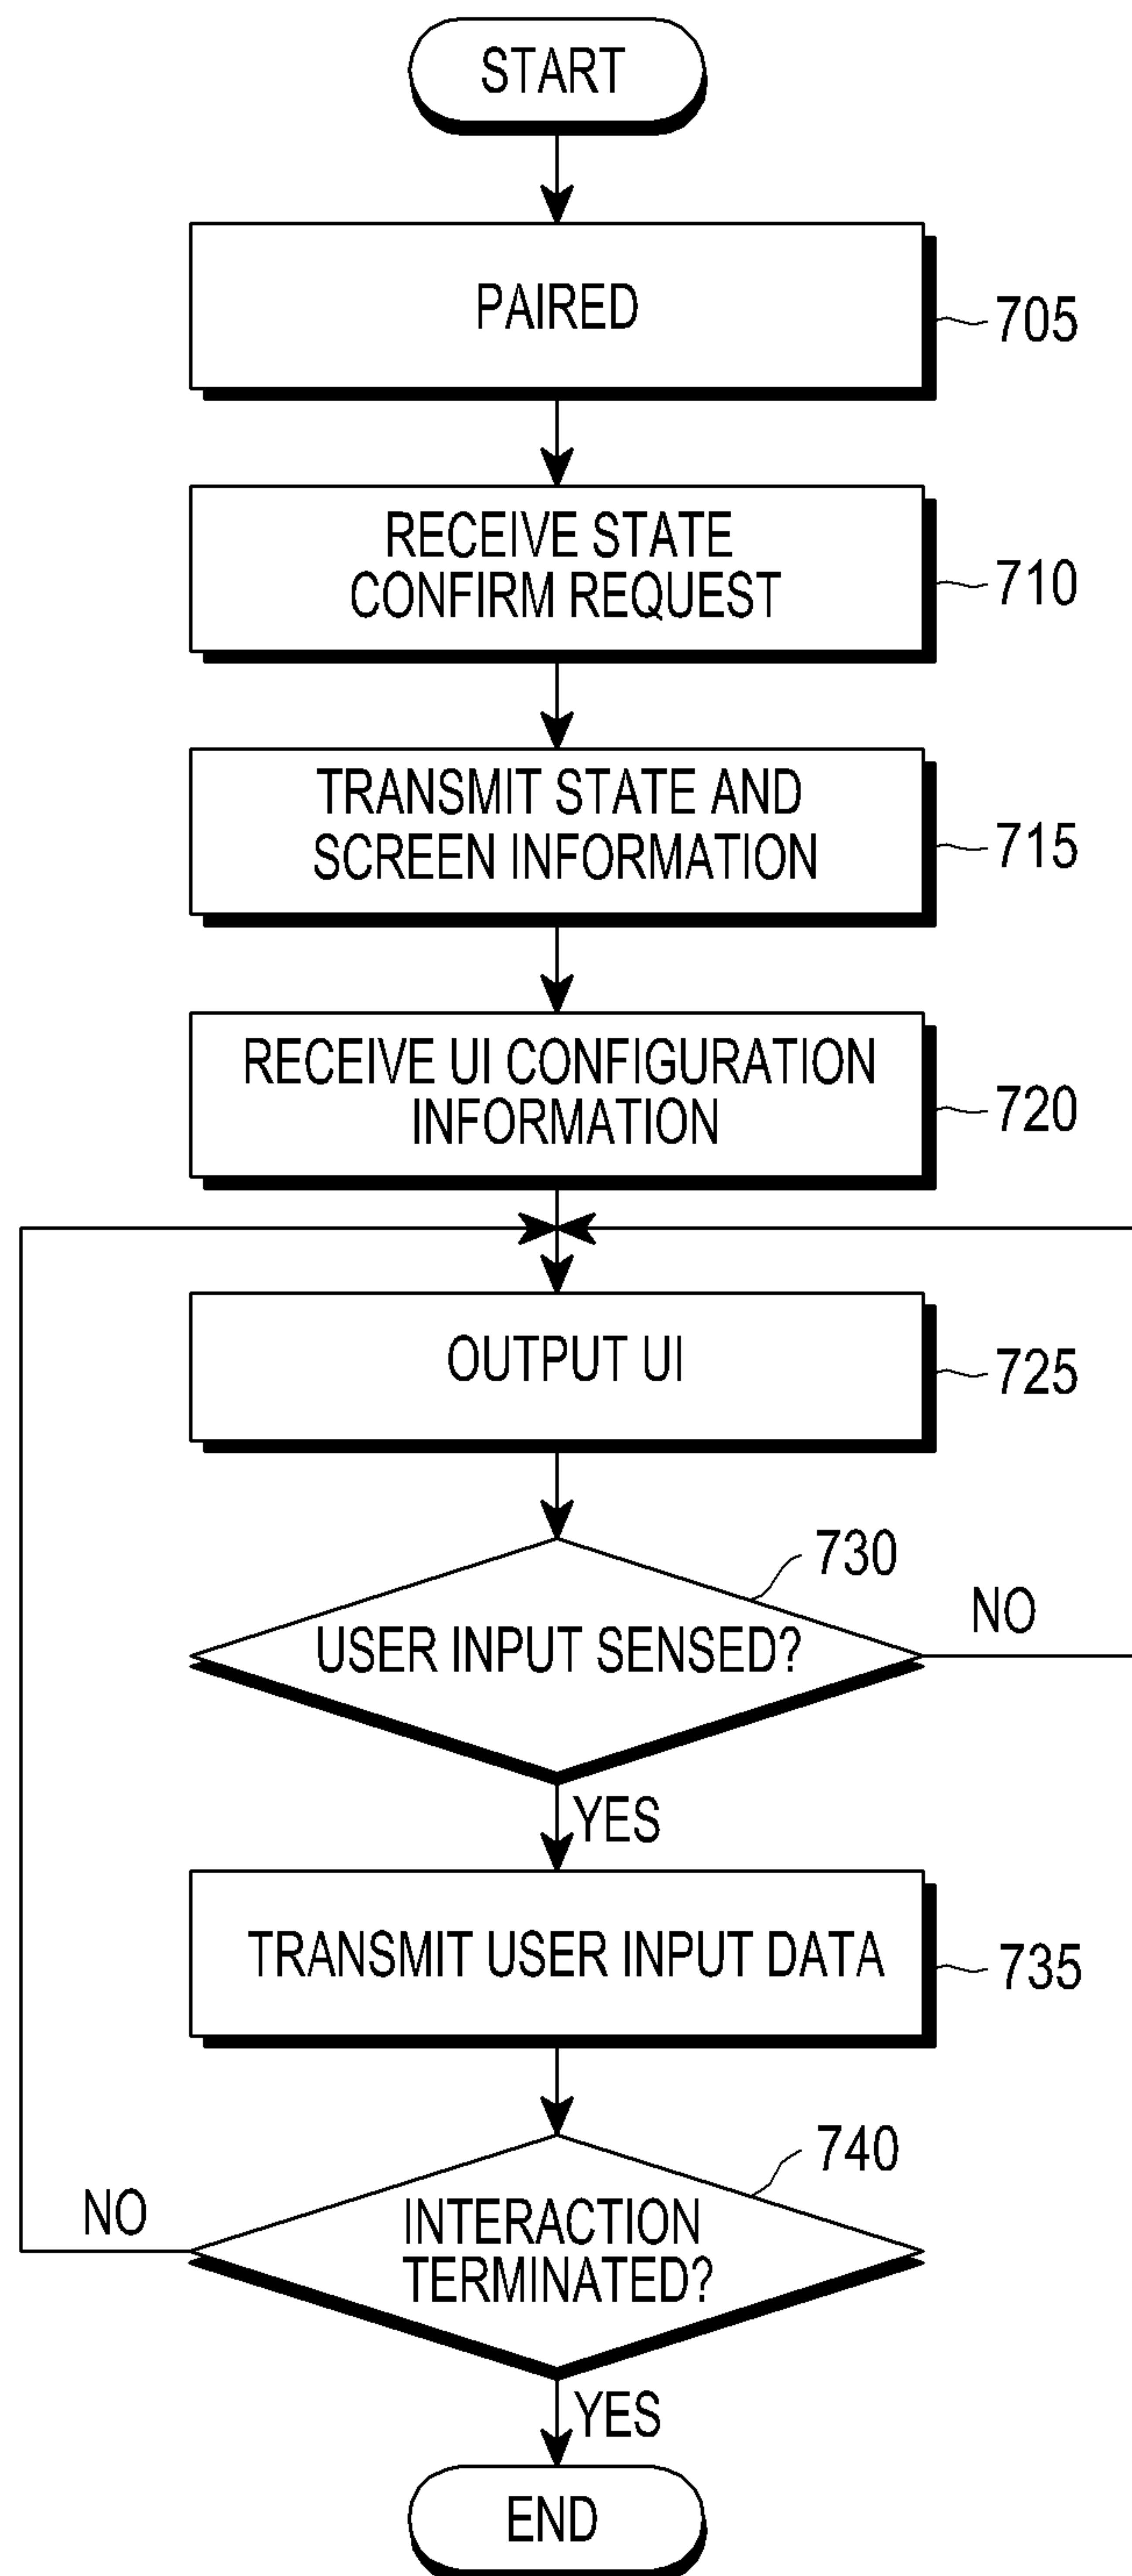 START
PAIRED
705
RECEIVE STATE
CONFIRM REQUEST
710
TRANSMIT STATE AND
SCREEN INFORMATION
715
RECEIVE UI CONFIGURATION
INFORMATION
720
OUTPUT UI
725
730
USER INPUT SENSED?
NO
YES
TRANSMIT USER INPUT DATA
735
740
INTERACTION
TERMINATED?
NO
YES
END